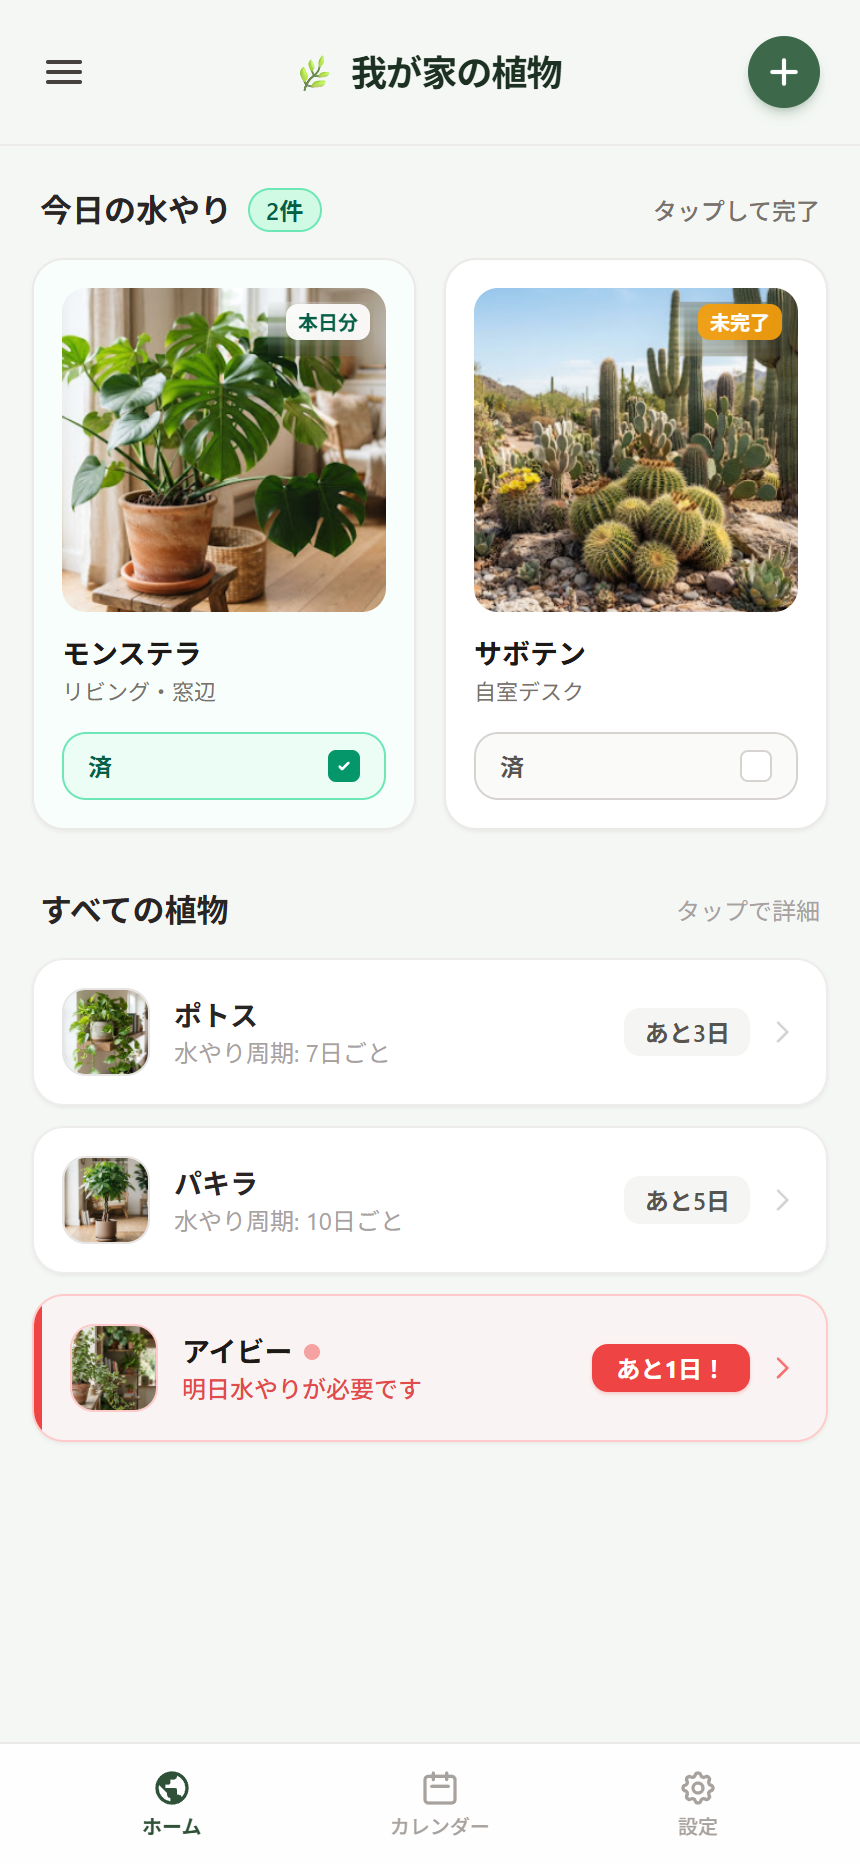 我が家の植物
今日の水やり
2件
タップして完了
本日分
未完了
モンステラ
リビング・窓辺
済
サボテン
自室デスク
済
すべての植物
タップで詳細
ポトス
水やり周期: 7日ごと
あと3日
パキラ
水やり周期: 10日ごと
あと5日
アイビー
明日水やりが必要です
あと1日！
ホーム
カレンダー
設定